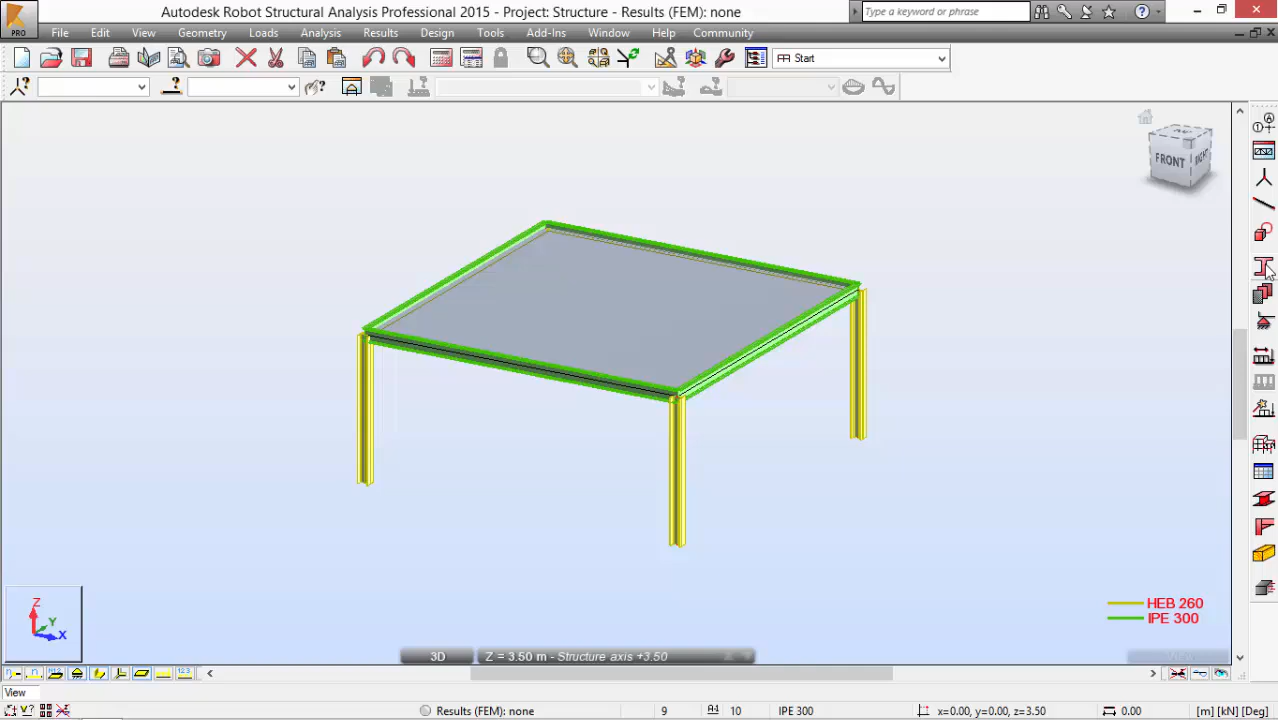 Autodesk Robot Structural Analysis Professional 2015 - Project: Structure - Results (FEM): none
Type a keyword or phrase
PRO
File Edit View Geometry Loads Analysis Results Design Tools Add-Ins Window Help Community
Start
FRONT
RIGHT
HEB 260
IPE 300
Z
Y
X
3D
Z = 3.50 m - Structure axis +3.50
View
Results (FEM): none
9
10
IPE 300
x=0.00, y=0.00, z=3.50
0.00
[m] [kN] [Deg]